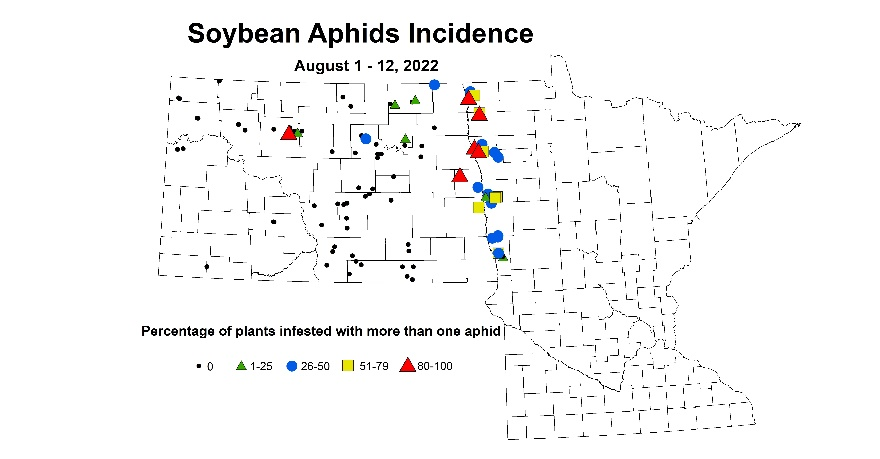 Soybean Aphids Incidence
August 1 - 12, 2022
Percentage of plants infested with more than one aphid
0 1-25 26-50 51-79 80-100